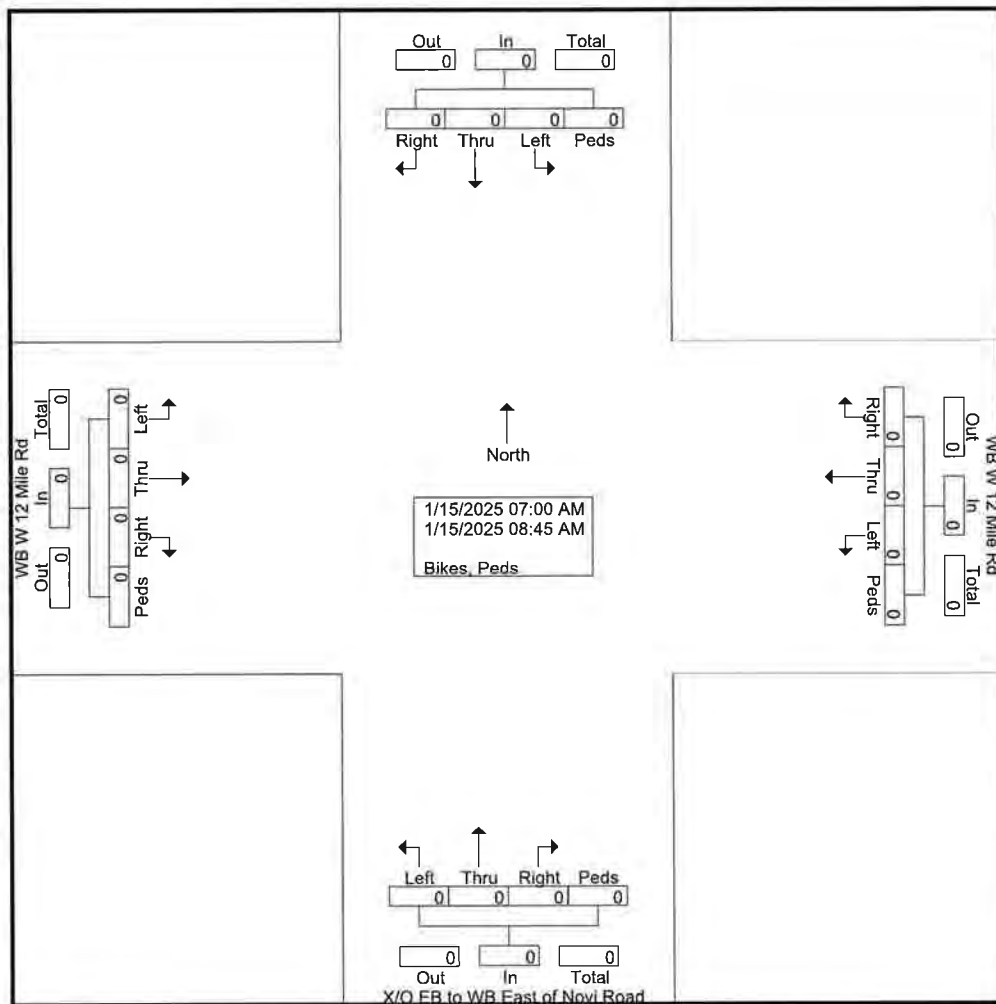 Out In Total
0 0 0
0 0 0 0
Right Thru Left Peds
WB W 12 Mile Rd
Out In Total
0 0 0
0 0 0 0
Peds Right Thru Left
North
1/15/2025 07:00 AM
1/15/2025 08:45 AM
Bikes, Peds
Right Thru Left Peds
0 0 0 0
Out In Total
0 0 0
WB W 12 Mile Rd
Left Thru Right Peds
0 0 0 0
0 0 0
Out In Total
X/O EB to WB East of Novi Road